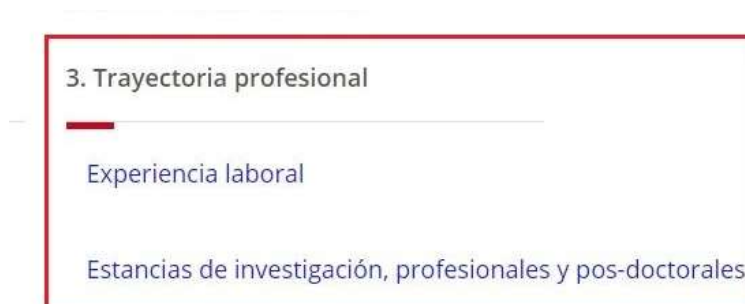 3. Trayectoria profesional
Experiencia laboral
Estancias de investigación, profesionales y pos-doctorales